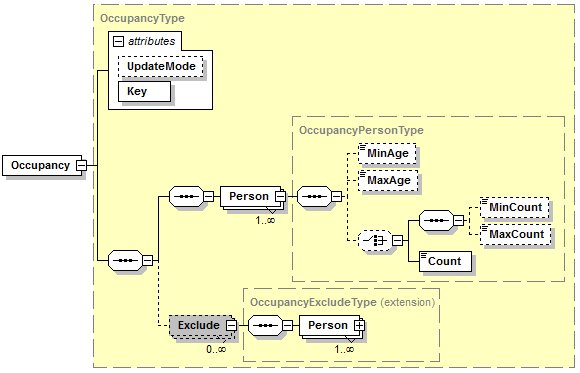 OccupancyType
attributes
UpdateMode
Key
OccupancyPersonType
MinAge
Occupancy
MaxAge
Person
1..∞
MinCount
MaxCount
Count
OccupancyExcludeType (extension)
Exclude
Person
0..∞
1..∞